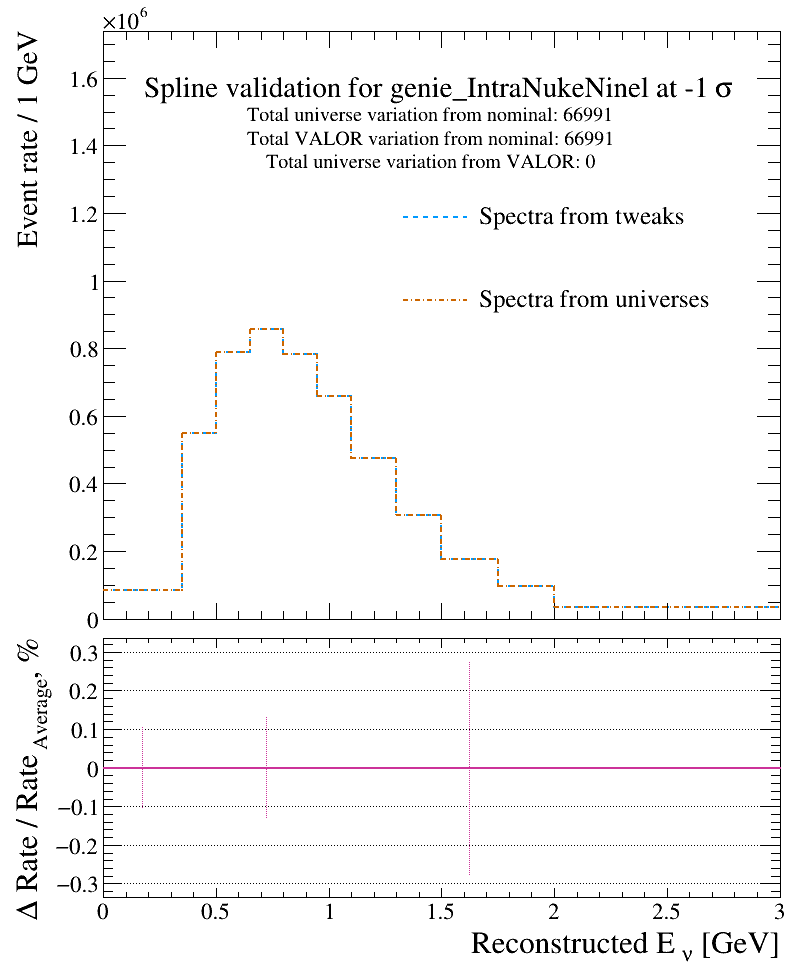 ×10⁶
Event rate / 1 GeV
Spline validation for genie_IntraNukeNinel at -1 σ
Total universe variation from nominal: 66991
Total VALOR variation from nominal: 66991
Total universe variation from VALOR: 0
Spectra from tweaks
Spectra from universes
1.6
1.4
1.2
1
0.8
0.6
0.4
0.2
0
Δ Rate / Rate Average, %
0.3
0.2
0.1
0
−0.1
−0.2
−0.3
0 0.5 1 1.5 2 2.5 3
Reconstructed E ν [GeV]